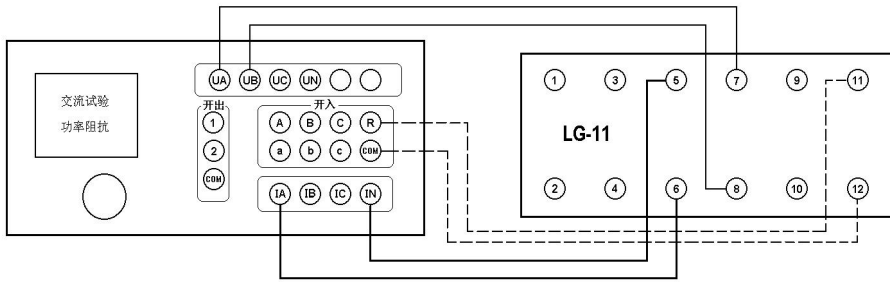 UA UB UC UN
交流试验
功率阻抗
开出
1
2
COM
开入
A B C R
a b c COM
IA IB IC IN
1 3 5 7 9 11
LG-11
2 4 6 8 10 12